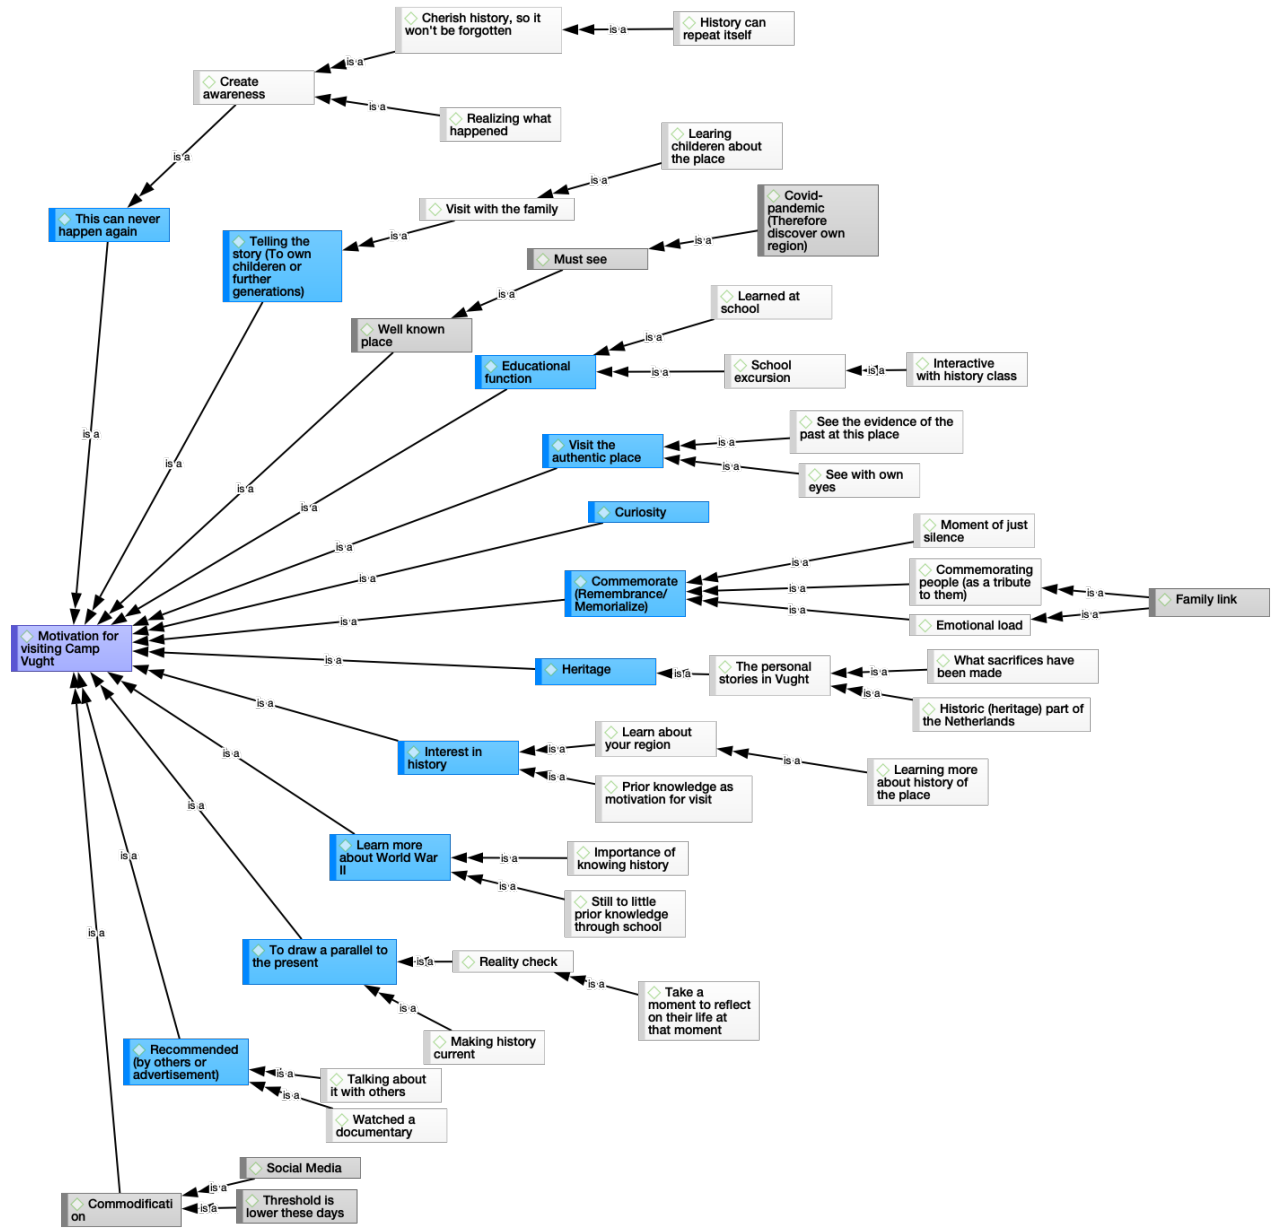 Cherish history, so it
won't be forgotten
is a
History can
repeat itself
is a
Create
awareness
is a
Realizing what
happened
is a
Learing
childeren about
the place
is a
Visit with the family
is a
Covid-
pandemic
(Therefore
discover own
region)
is a
This can never
happen again
Telling the
story (To own
childeren or
further
generations)
Must see
is a
Well known
place
Learned at
school
is a
Educational
function
is a
School
excursion
is a
Interactive
with history class
See the evidence of the
past at this place
is a
Visit the
authentic place
is a
See with own
eyes
is a
is a
is a
is a
Curiosity
is a
Moment of just
silence
is a
is a
Commemorate
(Remembrance/
Memorialize)
is a
Commemorating
people (as a tribute
to them)
is a
Family link
is a
Emotional load
is a
is a
Motivation for
visiting Camp
Vught
is a
Heritage
is a
The personal
stories in Vught
is a
What sacrifices have
been made
is a
Historic (heritage) part of
the Netherlands
is a
Interest in
history
is a
Learn about
your region
is a
Learning more
about history of
the place
is a
Prior knowledge as
motivation for visit
is a
is a
Learn more
about World War
II
is a
Importance of
knowing history
is a
Still to little
prior knowledge
through school
is a
is a
To draw a parallel to
the present
is a
Reality check
is a
Take a
moment to reflect
on their life at
that moment
is a
Making history
current
Recommended
(by others or
advertisement)
is a
Talking about
it with others
is a
Watched a
documentary
Social Media
is a
Commodificati
on
is a
Threshold is
lower these days